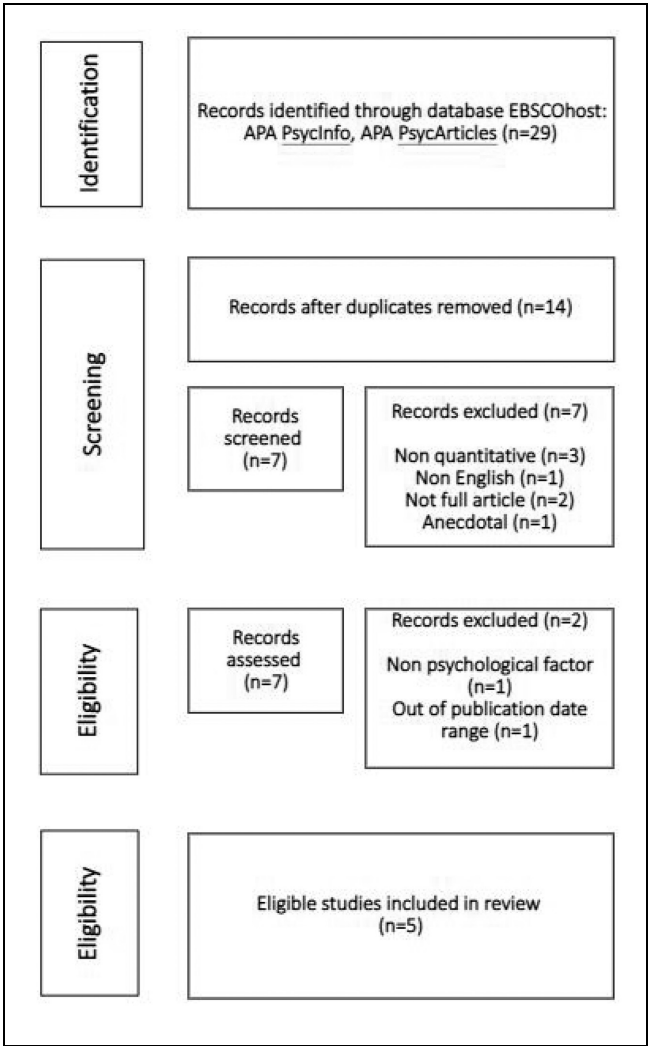 Identification
Records identified through database EBSCOhost:
APA PsycInfo, APA PsycArticles (n=29)
Screening
Records after duplicates removed (n=14)
Records
screened
(n=7)
Records excluded (n=7)
Non quantitative (n=3)
Non English (n=1)
Not full article (n=2)
Anecdotal (n=1)
Eligibility
Records
assessed
(n=7)
Records excluded (n=2)
Non psychological factor
(n=1)
Out of publication date
range (n=1)
Eligibility
Eligible studies included in review
(n=5)